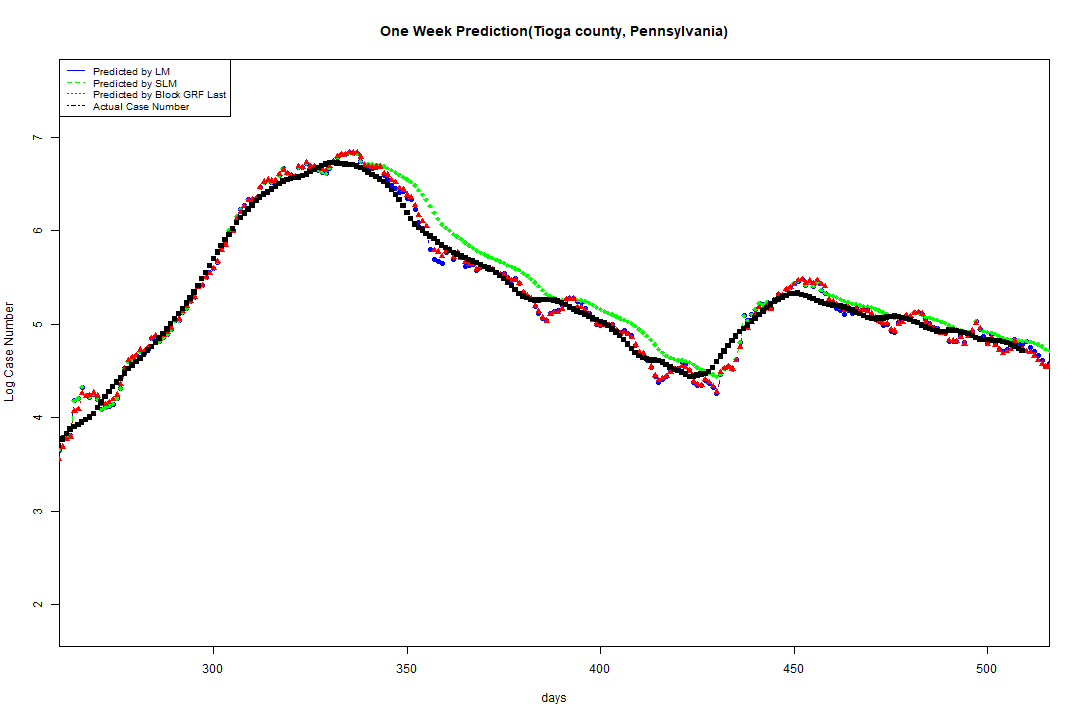 One Week Prediction(Tioga county, Pennsylvania)
Predicted by LM
Predicted by SLM
Predicted by Block GRF Last
Actual Case Number
Log Case Number
7
6
5
4
3
2
300 350 400 450 500
days